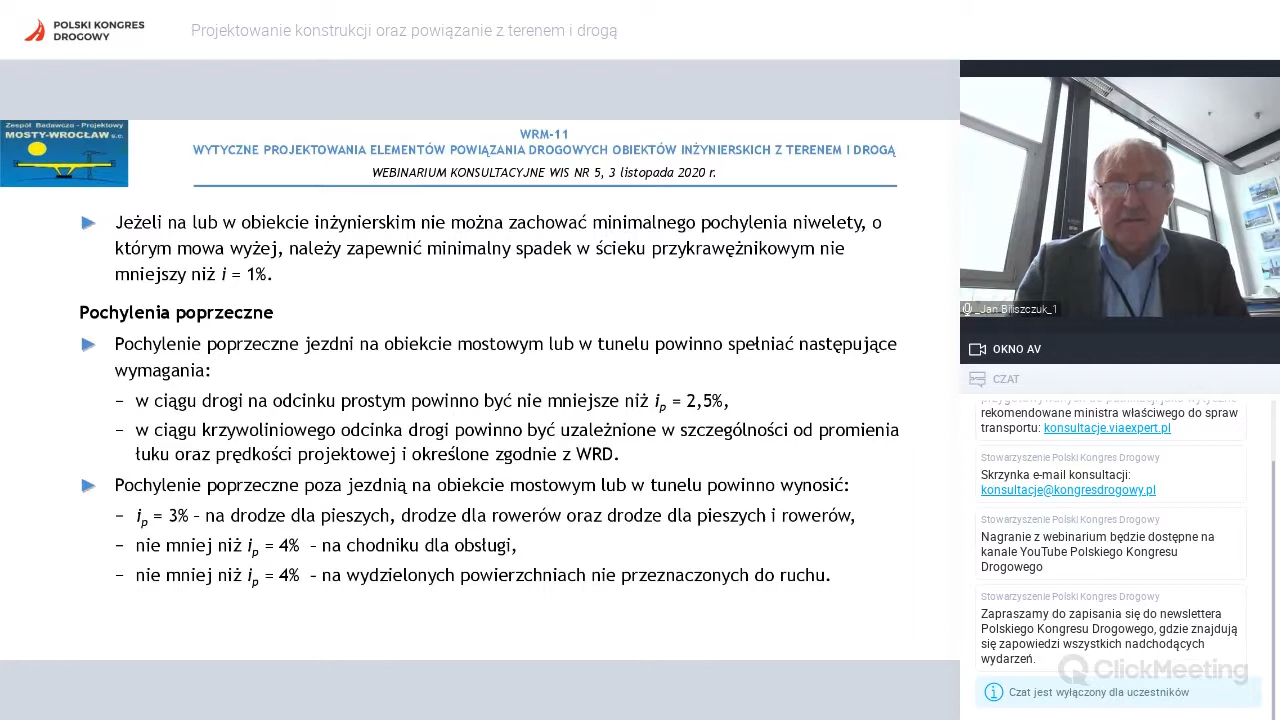 POLSKI KONGRES
DROGOWY
Projektowanie konstrukcji oraz powiązanie z terenem i drogą
Zespół Badawczo - Projektowy
MOSTY-WROCŁAW s.c.
WRM-11
WYTYCZNE PROJEKTOWANIA ELEMENTÓW POWIĄZANIA DROGOWYCH OBIEKTÓW INŻYNIERSKICH Z TERENEM I DROGĄ
WEBINARIUM KONSULTACYJNE WIS NR 5, 3 listopada 2020 r.
Jeżeli na lub w obiekcie inżynierskim nie można zachować minimalnego pochylenia niwelety, o
którym mowa wyżej, należy zapewnić minimalny spadek w ścieku przykrawężnikowym nie
mniejszy niż i = 1%.
Pochylenia poprzeczne
Pochylenie poprzeczne jezdni na obiekcie mostowym lub w tunelu powinno spełniać następujące
wymagania:
– w ciągu drogi na odcinku prostym powinno być nie mniejsze niż ip = 2,5%,
– w ciągu krzywoliniowego odcinka drogi powinno być uzależnione w szczególności od promienia
łuku oraz prędkości projektowej i określone zgodnie z WRD.
Pochylenie poprzeczne poza jezdnią na obiekcie mostowym lub w tunelu powinno wynosić:
– ip = 3% – na drodze dla pieszych, drodze dla rowerów oraz drodze dla pieszych i rowerów,
– nie mniej niż ip = 4% – na chodniku dla obsługi,
– nie mniej niż ip = 4% – na wydzielonych powierzchniach nie przeznaczonych do ruchu.
_Jan Biliszczuk_1
OKNO AV
CZAT
przygotowywanych do publikacji jako wytyczne
rekomendowane ministra właściwego do spraw
transportu: konsultacje.viaexpert.pl
Stowarzyszenie Polski Kongres Drogowy
Skrzynka e-mail konsultacji:
konsultacje@kongresdrogowy.pl
Stowarzyszenie Polski Kongres Drogowy
Nagranie z webinarium będzie dostępne na
kanale YouTube Polskiego Kongresu
Drogowego
Stowarzyszenie Polski Kongres Drogowy
Zapraszamy do zapisania się do newslettera
Polskiego Kongresu Drogowego, gdzie znajdują
się zapowiedzi wszystkich nadchodzących
wydarzeń.
ClickMeeting
Czat jest wyłączony dla uczestników